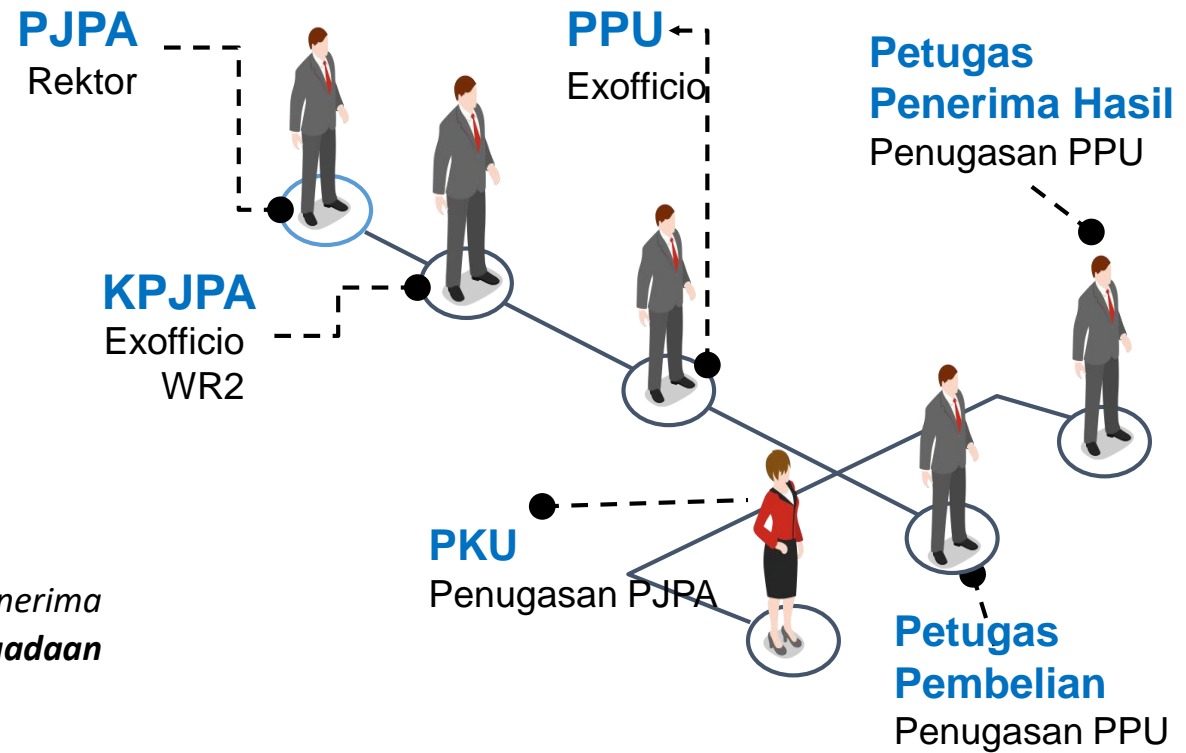 PJPA
Rektor
PPU
Exofficio
Petugas
Penerima Hasil
Penugasan PPU
KPJPA
Exofficio
WR2
PKU
Penugasan PJPA
Petugas
Pembelian
Penugasan PPU